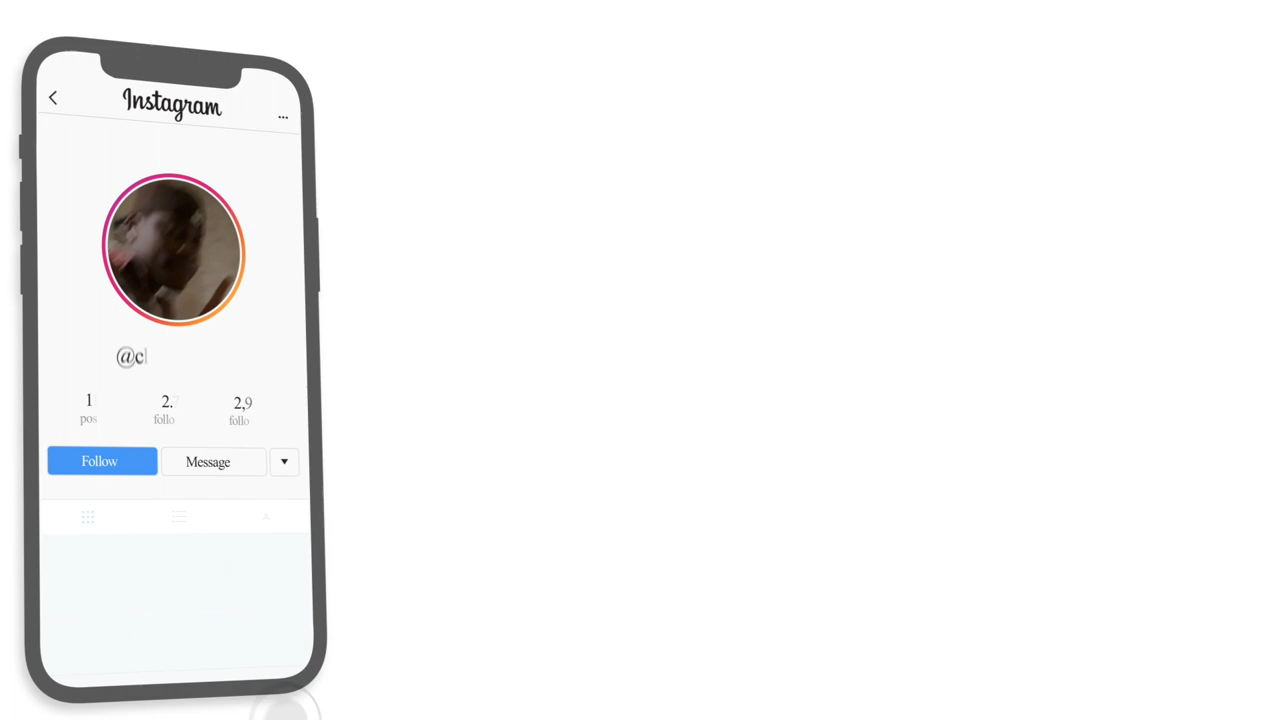 Instagram
@c
1 2. 2,9
pos follo follo
Follow Message